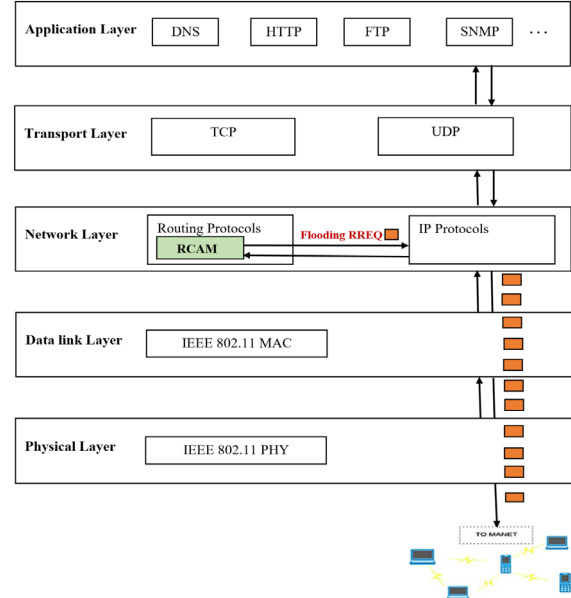 Application Layer
DNS
HTTP
FTP
SNMP
...
Transport Layer
TCP
UDP
Network Layer
Routing Protocols
RCAM
Flooding RREQ
IP Protocols
Data link Layer
IEEE 802.11 MAC
Physical Layer
IEEE 802.11 PHY
TO MANET